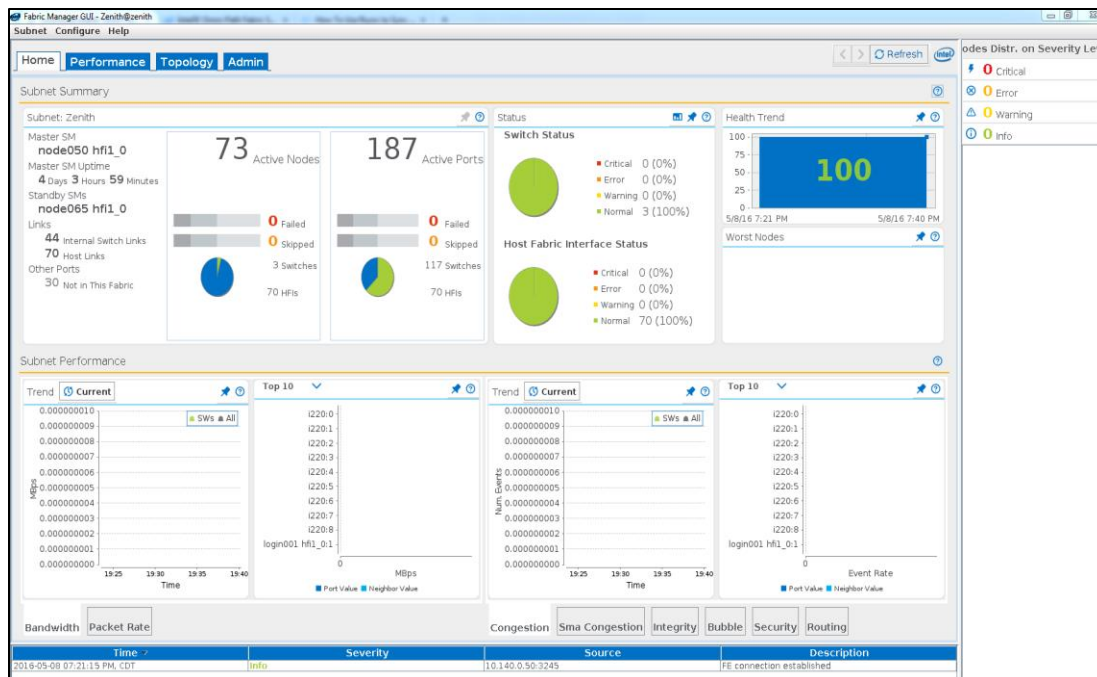 Fabric Manager GUI - Zenith@zenith
Subnet Configure Help
Home Performance Topology Admin
Refresh
intel
odes Distr. on Severity Le
0 Critical
0 Error
0 Warning
0 Info
Subnet Summary
Subnet: Zenith
Master SM
node050 hfi1_0
Master SM Uptime
4 Days 3 Hours 59 Minutes
Standby SMs
node065 hfi1_0
Links
44 Internal Switch Links
70 Host Links
Other Ports
30 Not in This Fabric
73 Active Nodes
0 Failed
0 Skipped
3 Switches
70 HFIs
187 Active Ports
0 Failed
0 Skipped
117 Switches
70 HFIs
Status
Switch Status
Critical 0 (0%)
Error 0 (0%)
Warning 0 (0%)
Normal 3 (100%)
Host Fabric Interface Status
Critical 0 (0%)
Error 0 (0%)
Warning 0 (0%)
Normal 70 (100%)
Health Trend
100
75
50
25
0
100
5/8/16 7:21 PM 5/8/16 7:40 PM
Worst Nodes
Subnet Performance
Trend Current
SWs All
0.000000010
0.000000009
0.000000008
0.000000007
0.000000006
0.000000005
0.000000004
0.000000003
0.000000002
0.000000001
0.000000000
MBps
19:25 19:30 19:35 19:40
Time
Top 10
i220:0
i220:1
i220:2
i220:3
i220:4
i220:5
i220:6
i220:7
i220:8
login001 hfi1_0:1
0
MBps
Port Value Neighbor Value
Trend Current
SWs All
0.000000010
0.000000009
0.000000008
0.000000007
0.000000006
0.000000005
0.000000004
0.000000003
0.000000002
0.000000001
0.000000000
Num. Events
19:25 19:30 19:35 19:40
Time
Top 10
i220:0
i220:1
i220:2
i220:3
i220:4
i220:5
i220:6
i220:7
i220:8
login001 hfi1_0:1
0
Event Rate
Port Value Neighbor Value
Bandwidth Packet Rate
Congestion Sma Congestion Integrity Bubble Security Routing
Time Severity Source Description
2016-05-08 07:21:15 PM, CDT Info 10.140.0.50:3245 FE connection established